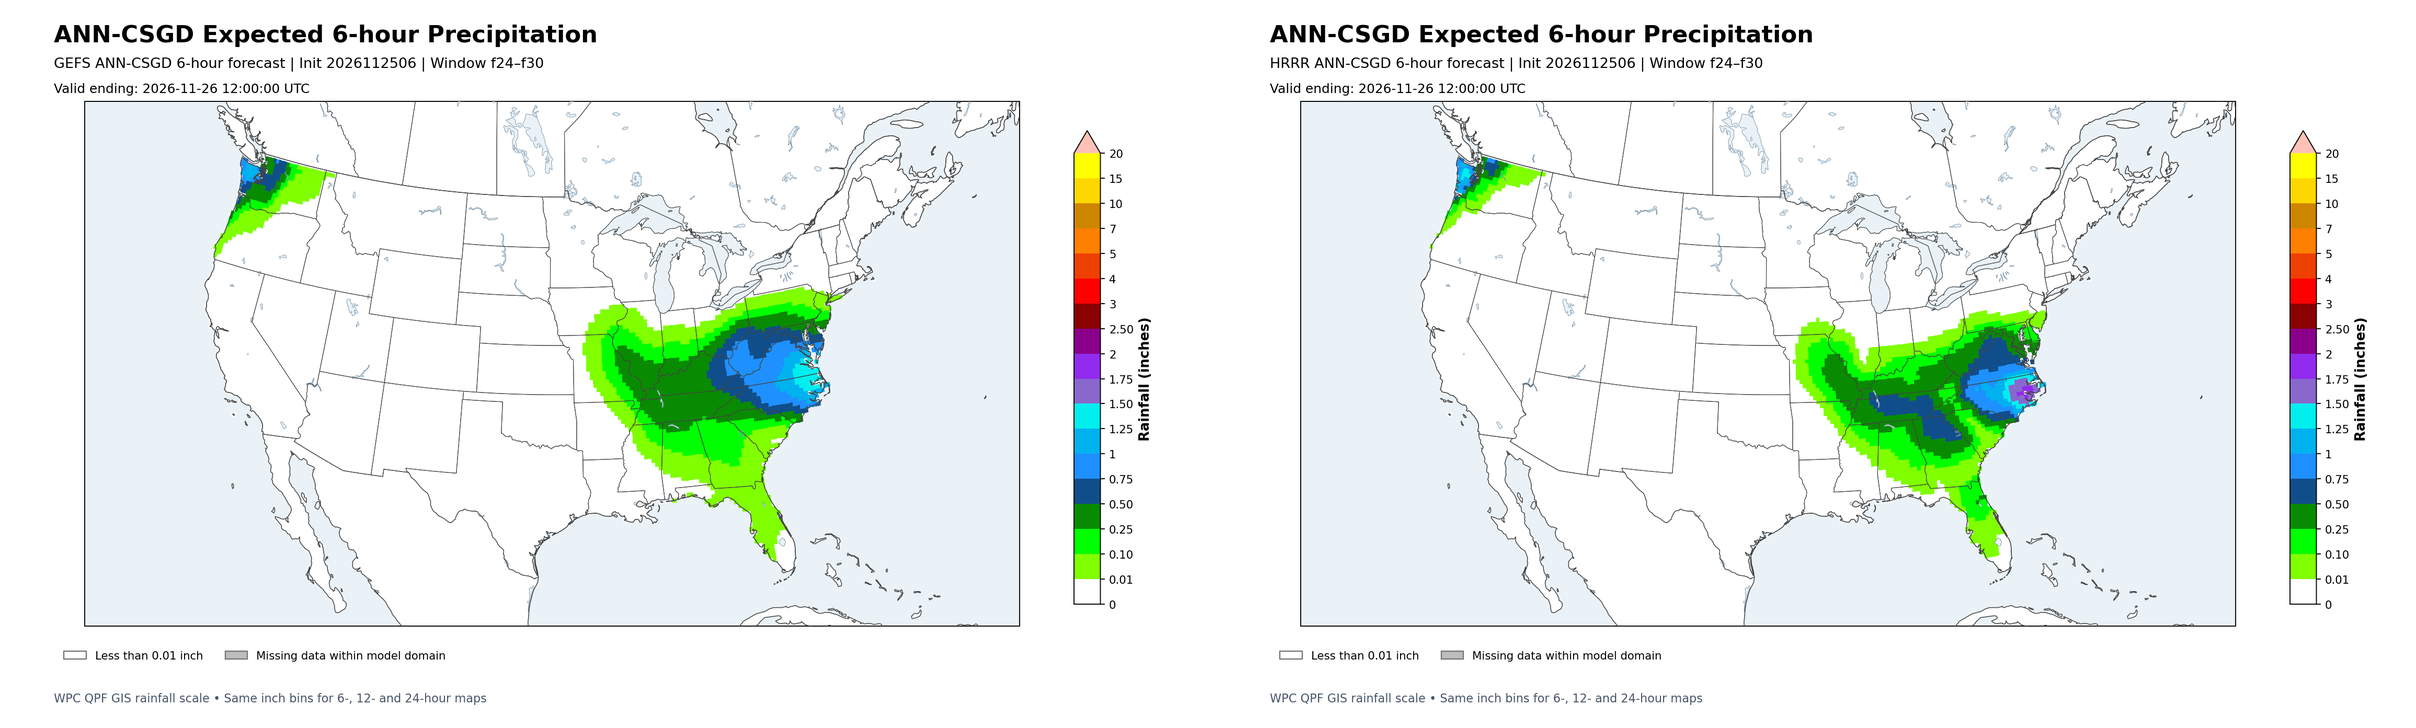 ANN-CSGD Expected 6-hour Precipitation
GEFS ANN-CSGD 6-hour forecast | Init 2026112506 | Window f24–f30
Valid ending: 2026-11-26 12:00:00 UTC
20
15
10
7
5
4
3
2.50
2
1.75
1.50
1.25
1
0.75
0.50
0.25
0.10
0.01
0
Rainfall (inches)
Less than 0.01 inch
Missing data within model domain
WPC QPF GIS rainfall scale • Same inch bins for 6-, 12- and 24-hour maps
ANN-CSGD Expected 6-hour Precipitation
HRRR ANN-CSGD 6-hour forecast | Init 2026112506 | Window f24–f30
Valid ending: 2026-11-26 12:00:00 UTC
20
15
10
7
5
4
3
2.50
2
1.75
1.50
1.25
1
0.75
0.50
0.25
0.10
0.01
0
Rainfall (inches)
Less than 0.01 inch
Missing data within model domain
WPC QPF GIS rainfall scale • Same inch bins for 6-, 12- and 24-hour maps